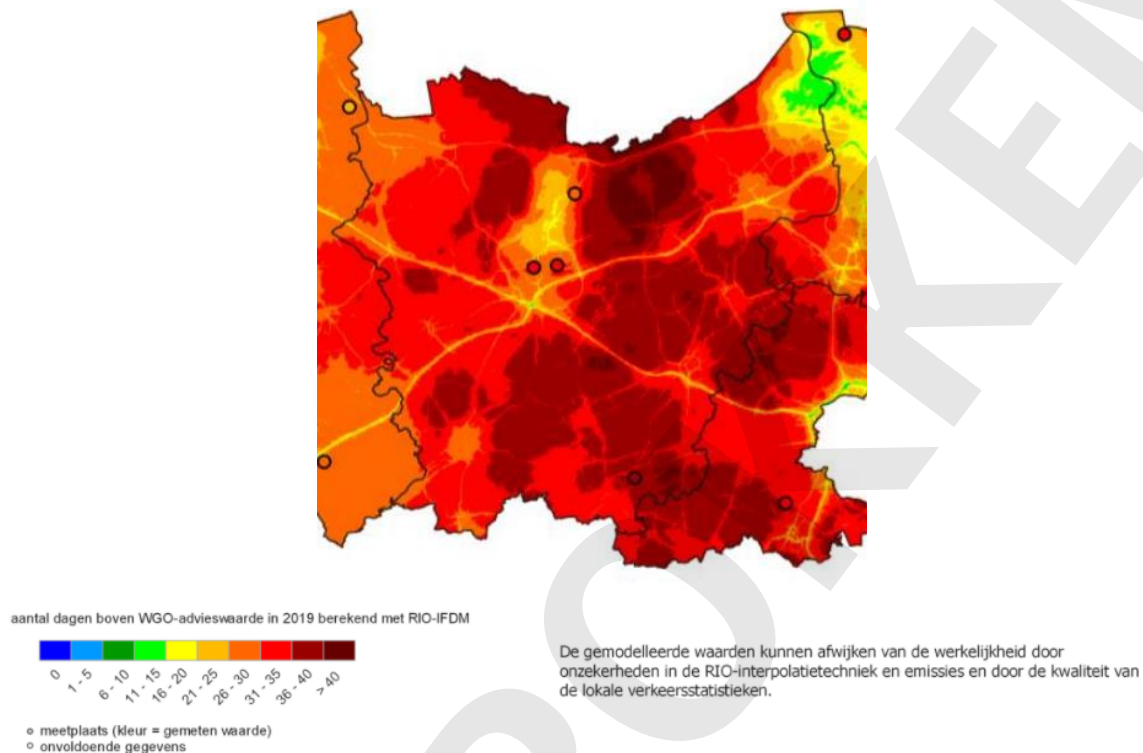 aantal dagen boven WGO-advieswaarde in 2019 berekend met RIO-IFDM
0
1 - 5
6 - 10
11 - 15
16 - 20
21 - 25
26 - 30
31 - 35
36 - 40
> 40
meetplaats (kleur = gemeten waarde)
onvoldoende gegevens
De gemodelleerde waarden kunnen afwijken van de werkelijkheid door
onzekerheden in de RIO-interpolatietechniek en emissies en door de kwaliteit van
de lokale verkeersstatistieken.